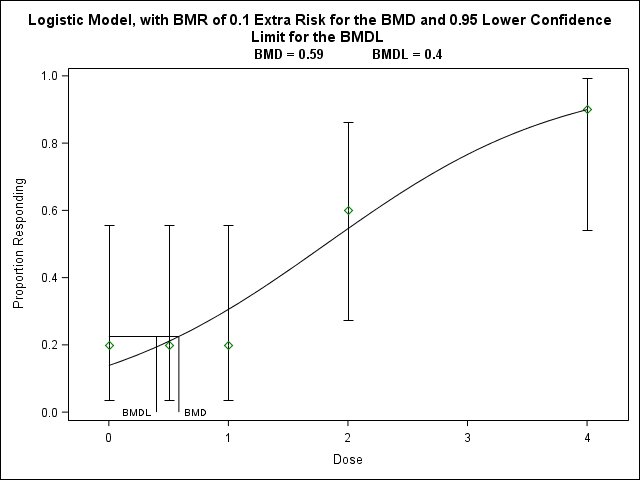 Logistic Model, with BMR of 0.1 Extra Risk for the BMD and 0.95 Lower Confidence
Limit for the BMDL
BMD = 0.59 BMDL = 0.4
1.0
0.8
0.6
0.4
0.2
0.0
Proportion Responding
BMDL BMD
0 1 2 3 4
Dose